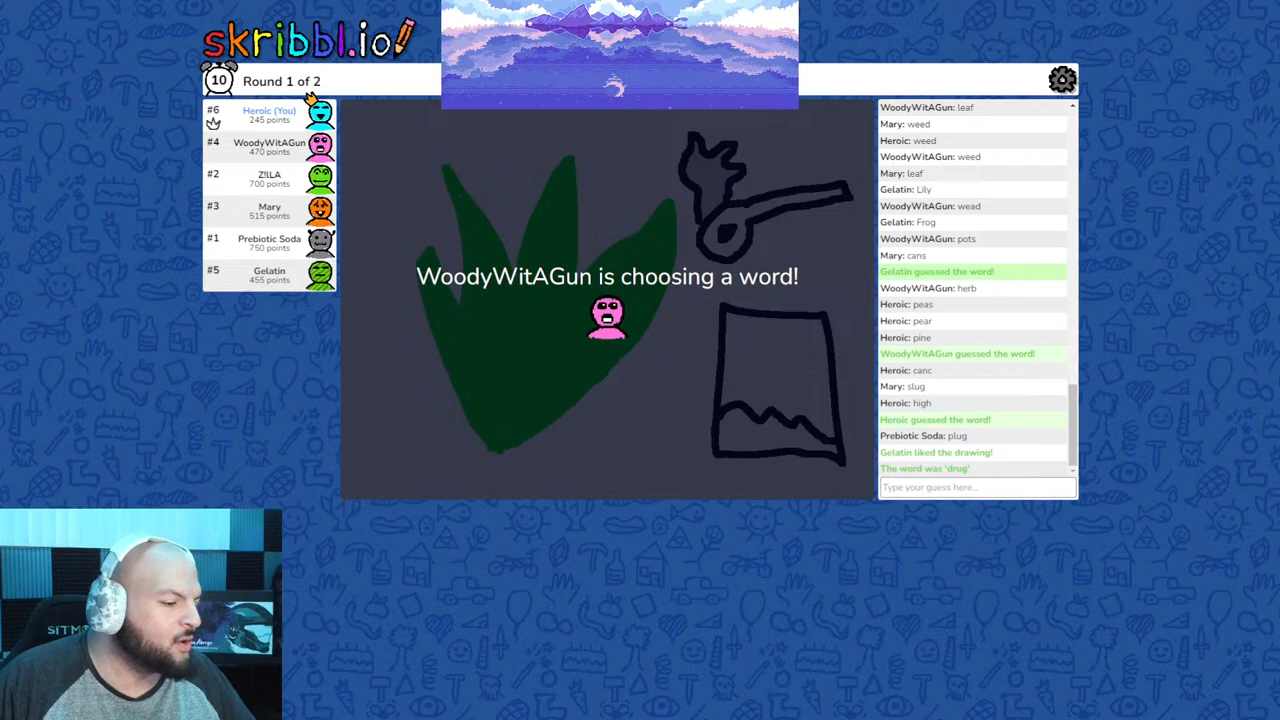 skribbl.io
10
Round 1 of 2
#6
Heroic (You)
245 points
#4
WoodyWitAGun
470 points
#2
Z!LLA
700 points
#3
Mary
515 points
#1
Prebiotic Soda
750 points
#5
Gelatin
455 points
WoodyWitAGun is choosing a word!
WoodyWitAGun: leaf
Mary: weed
Heroic: weed
WoodyWitAGun: weed
Mary: leaf
Gelatin: Lily
WoodyWitAGun: wead
Gelatin: Frog
WoodyWitAGun: pots
Mary: cans
Gelatin guessed the word!
WoodyWitAGun: herb
Heroic: peas
Heroic: pear
Heroic: pine
WoodyWitAGun guessed the word!
Heroic: canc
Mary: slug
Heroic: high
Heroic guessed the word!
Prebiotic Soda: plug
Gelatin liked the drawing!
The word was 'drug'
Type your guess here...